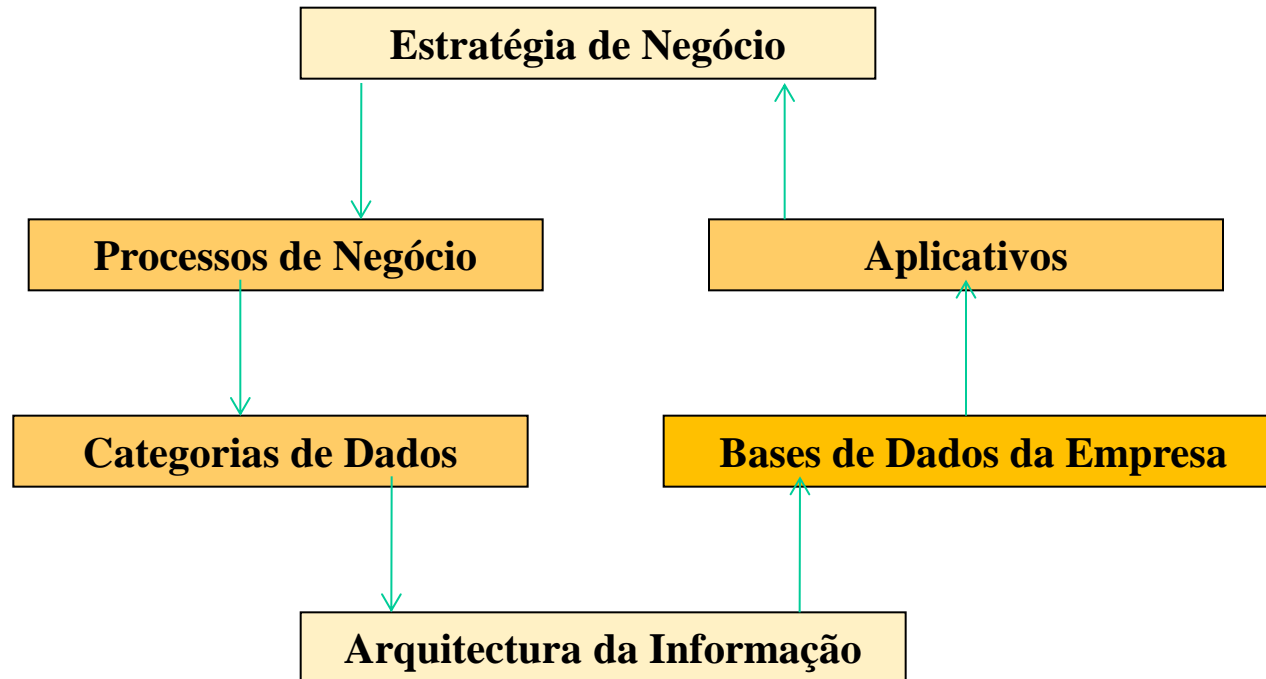 Estratégia de Negócio
Processos de Negócio
Aplicativos
Categorias de Dados
Bases de Dados da Empresa
Arquitectura da Informação